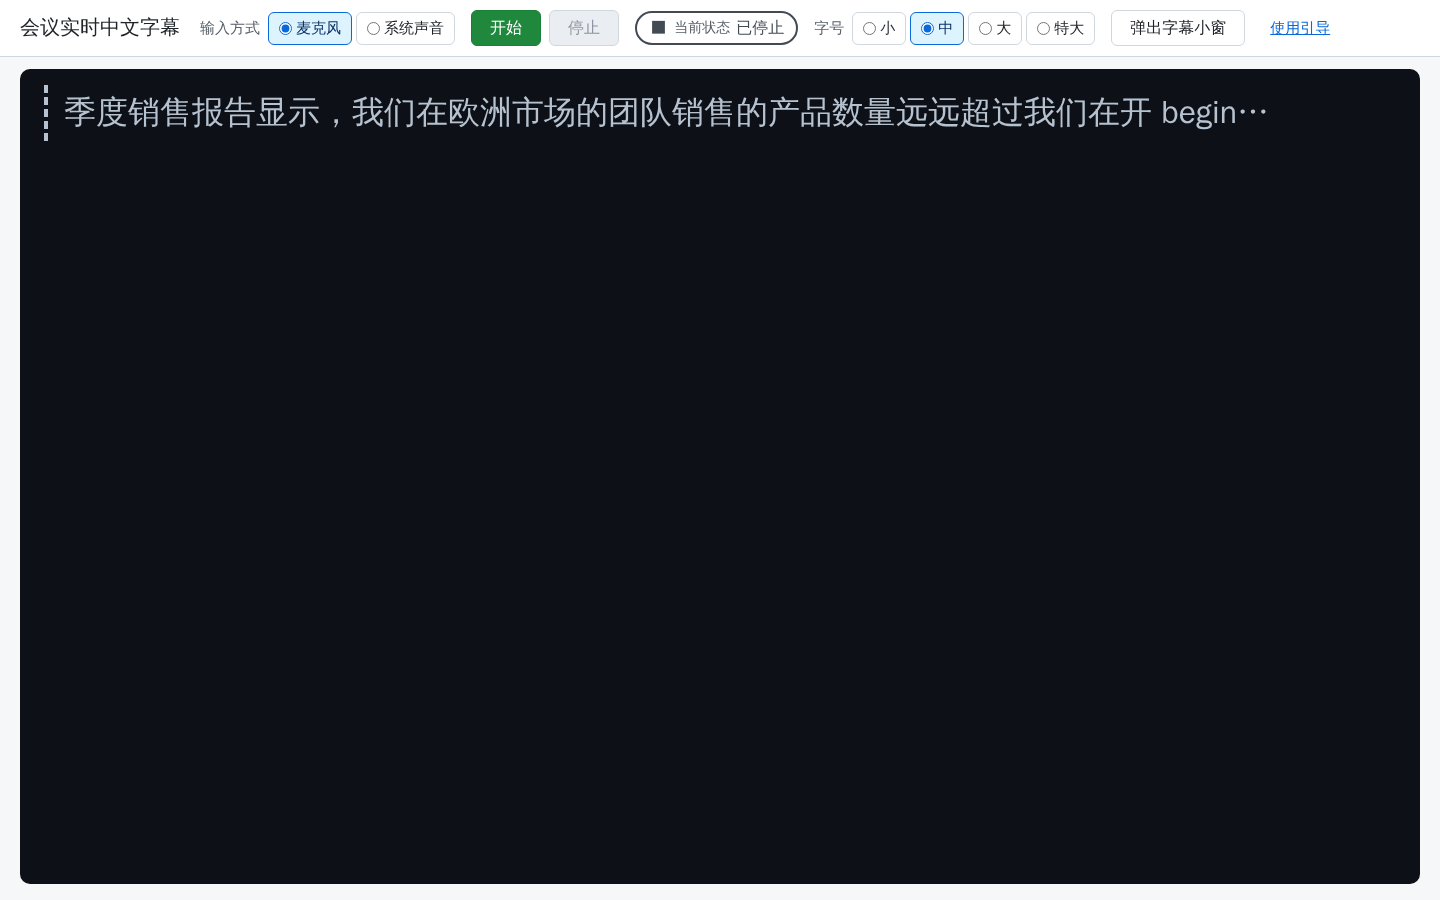 会议实时中文字幕 输入方式 麦克风 系统声音 开始 停止 当前状态 已停止 字号 小 中 大 特大 弹出字幕小窗 使用引导
季度销售报告显示，我们在欧洲市场的团队销售的产品数量远远超过我们在开 begin…